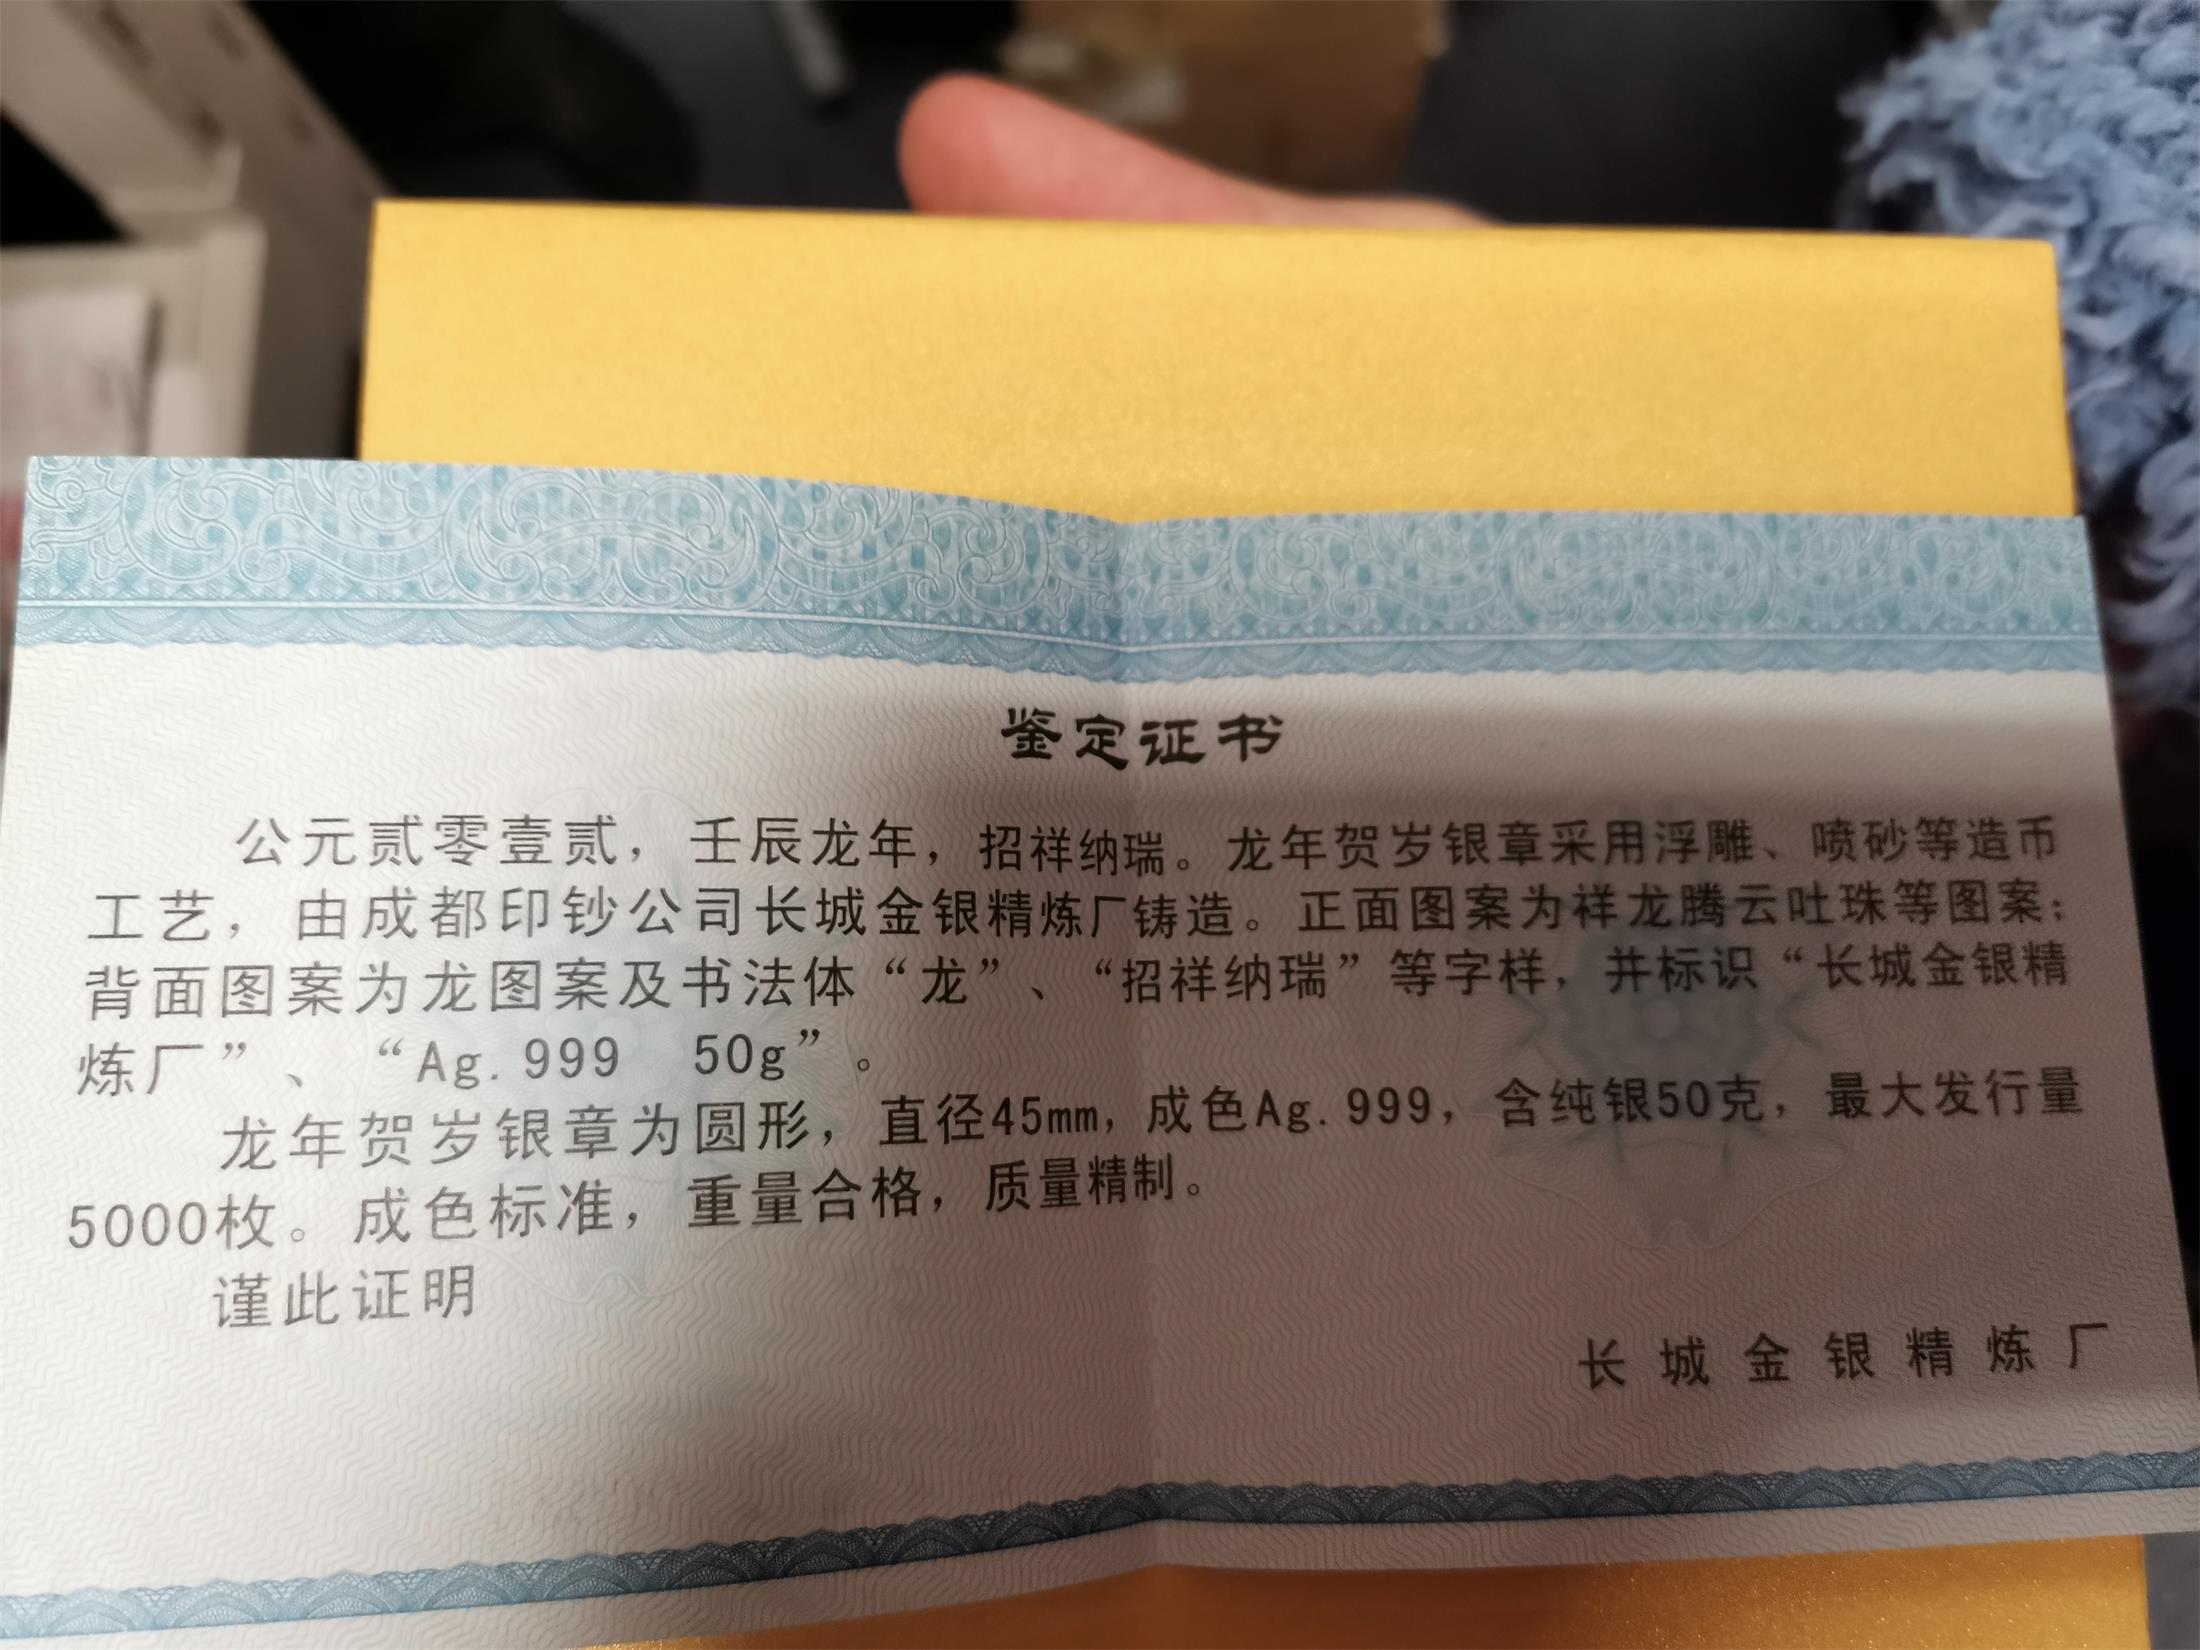 鉴定证书
公元贰零壹贰，壬辰龙年，招祥纳瑞。龙年贺岁银章采用浮雕、喷砂等造币
工艺，由成都印钞公司长城金银精炼厂铸造。正面图案为祥龙腾云吐珠等图案；
背面图案为龙图案及书法体“龙”、“招祥纳瑞”等字样，并标识“长城金银精
炼厂”、“Ag.999 50g”。
龙年贺岁银章为圆形，直径45mm，成色Ag.999，含纯银50克，最大发行量
5000枚。成色标准，重量合格，质量精制。
谨此证明
长城金银精炼厂